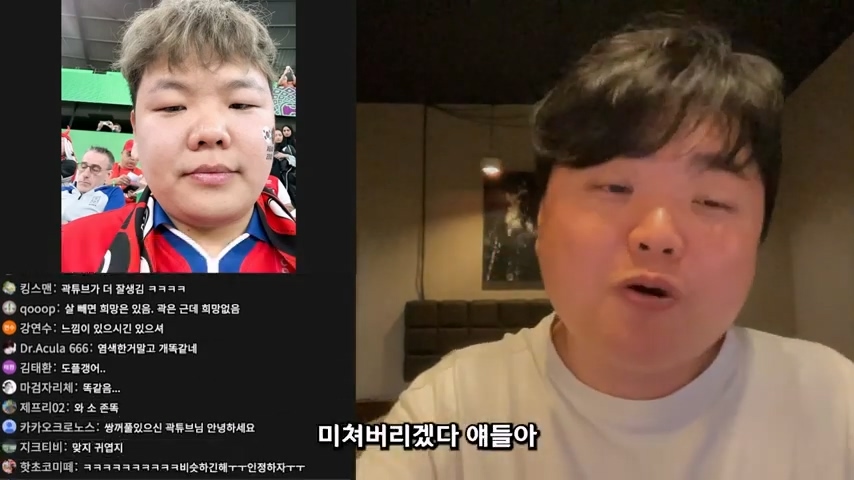 킹스맨: 곽튜브가 더 잘생김 ㅋㅋㅋㅋ
qooop: 살 빼면 희망은 있음. 곽은 근데 희망없음
강연수: 느낌이 있으시긴 있으셔
Dr.Acula 666: 염색한거말고 개똑같네
김태환: 도플갱어..
마검자리체: 똑같음...
제프리02: 와 소 존똑
카카오크로노스: 쌍꺼풀있으신 곽튜브님 안녕하세요
지크티비: 맞지 귀엽지
핫초코미떼: ㅋㅋㅋㅋㅋㅋㅋㅋㅋㅋㅋ비슷하긴해ㅜㅜ인정하자ㅜㅜ
미쳐버리겠다 얘들아